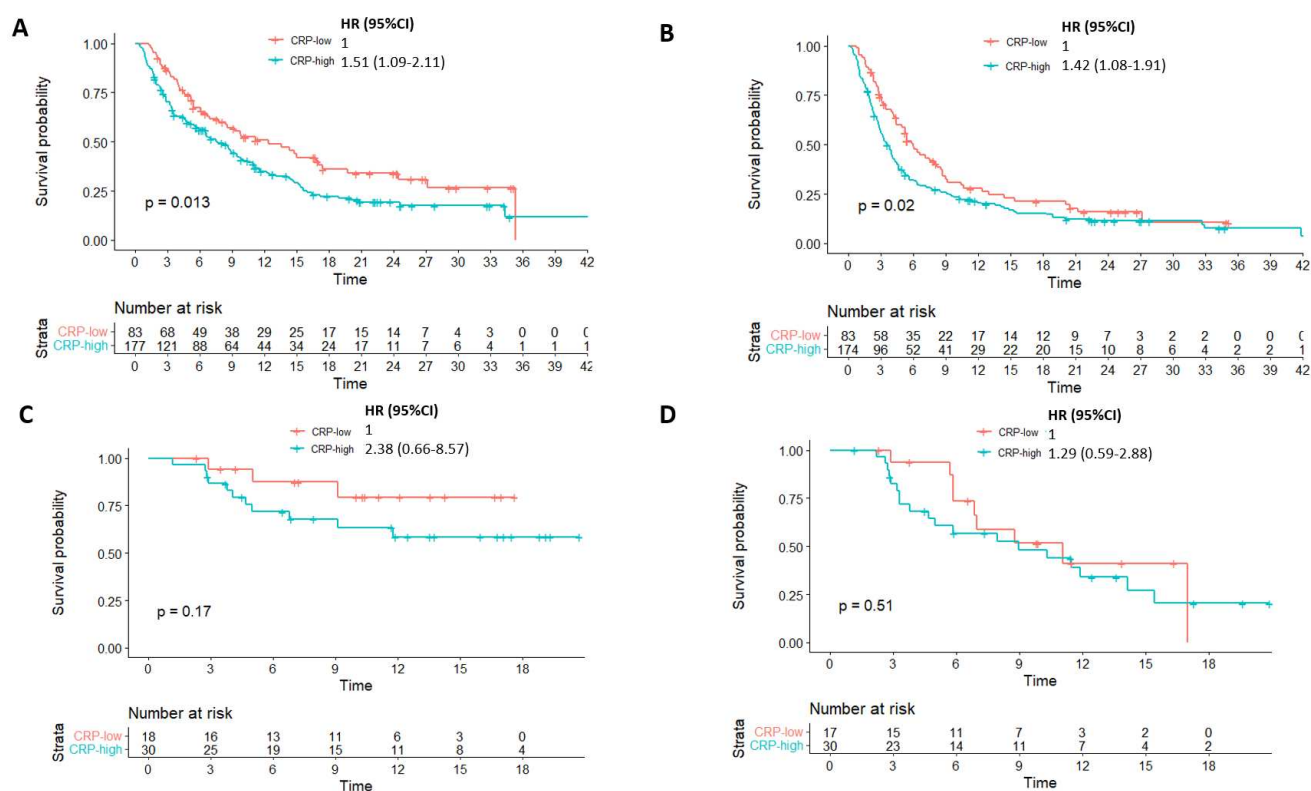 A
HR (95%CI)
CRP-low 1
CRP-high 1.51 (1.09-2.11)
Survival probability
1.00
0.75
0.50
0.25
0.00
p = 0.013
0 3 6 9 12 15 18 21 24 27 30 33 36 39 42
Time
Number at risk
Strata
CRP-low 83 68 49 38 29 25 17 15 14 7 4 3 0 0
CRP-high 177 121 88 64 44 34 24 17 11 7 6 4 1 1 1
0 3 6 9 12 15 18 21 24 27 30 33 36 39 42
Time
B
HR (95%CI)
CRP-low 1
CRP-high 1.42 (1.08-1.91)
Survival probability
1.00
0.75
0.50
0.25
0.00
p = 0.02
0 3 6 9 12 15 18 21 24 27 30 33 36 39 42
Time
Number at risk
Strata
CRP-low 83 58 35 22 17 14 12 9 7 3 2 2 0 0 0
CRP-high 174 96 52 41 29 22 20 15 10 8 6 4 2 2 1
0 3 6 9 12 15 18 21 24 27 30 33 36 39 42
Time
C
HR (95%CI)
CRP-low 1
CRP-high 2.38 (0.66-8.57)
Survival probability
1.00
0.75
0.50
0.25
0.00
p = 0.17
0 3 6 9 12 15 18
Time
Number at risk
Strata
CRP-low 18 16 13 11 6 3 0
CRP-high 30 25 19 15 11 8 4
0 3 6 9 12 15 18
Time
D
HR (95%CI)
CRP-low 1
CRP-high 1.29 (0.59-2.88)
Survival probability
1.00
0.75
0.50
0.25
0.00
p = 0.51
0 3 6 9 12 15 18
Time
Number at risk
Strata
CRP-low 17 15 11 7 3 2 0
CRP-high 30 23 14 11 7 4 2
0 3 6 9 12 15 18
Time